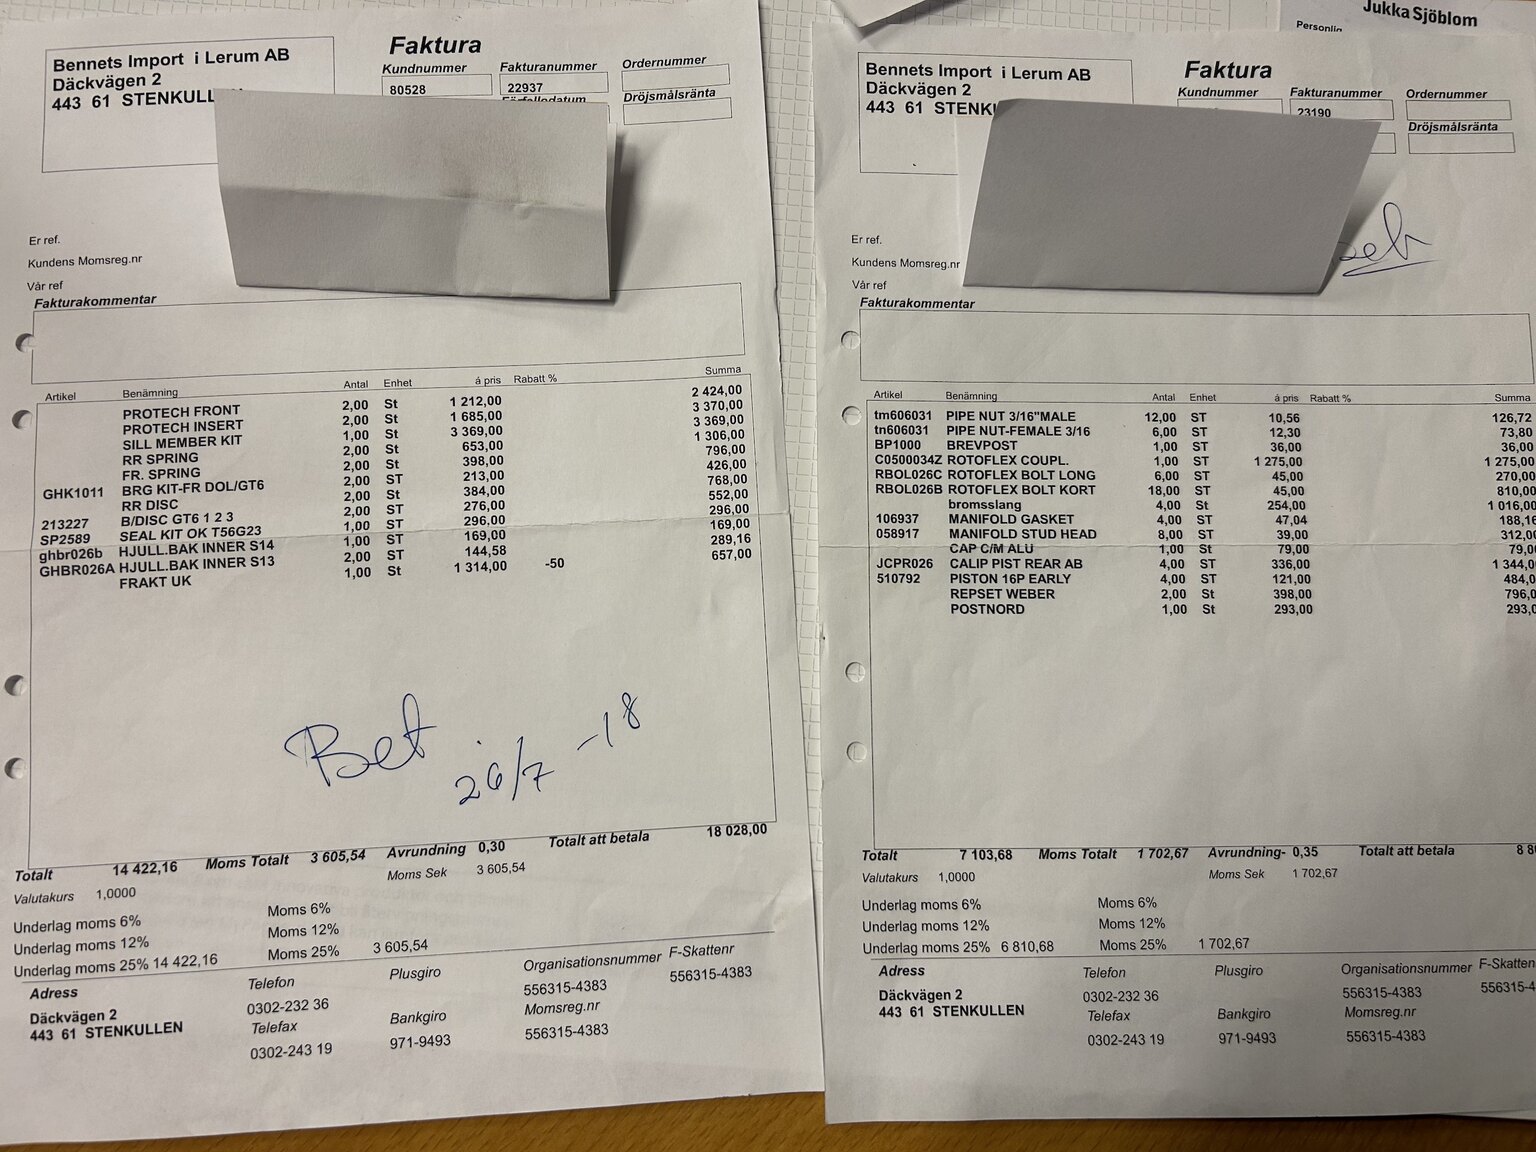 Bennets Import i Lerum AB
Däckvägen 2
443 61 STENKULL
Faktura
Kundnummer Fakturanummer Ordernummer
80528 22937
Förfallodatum Dröjsmålsränta
Er ref.
Kundens Momsreg.nr
Vår ref
Fakturakommentar
Artikel Benämning Antal Enhet á pris Rabatt % Summa
PROTECH FRONT 2,00 St 1 212,00 2 424,00
PROTECH INSERT 2,00 St 1 685,00 3 370,00
SILL MEMBER KIT 1,00 St 3 369,00 3 369,00
RR SPRING 2,00 St 653,00 1 306,00
FR. SPRING 2,00 St 398,00 796,00
GHK1011 BRG KIT-FR DOL/GT6 2,00 ST 213,00 426,00
RR DISC 2,00 St 384,00 768,00
213227 B/DISC GT6 1 2 3 2,00 ST 276,00 552,00
SP2589 SEAL KIT OK T56G23 1,00 ST 296,00 296,00
ghbr026b HJULL.BAK INNER S14 1,00 ST 169,00 169,00
GHBR026A HJULL.BAK INNER S13 2,00 ST 144,58 289,16
FRAKT UK 1,00 St 1 314,00 -50 657,00
Bet 26/7 -18
Totalt 14 422,16 Moms Totalt 3 605,54 Avrundning 0,30 Totalt att betala 18 028,00
Valutakurs 1,0000 Moms Sek 3 605,54
Underlag moms 6% Moms 6%
Underlag moms 12% Moms 12%
Underlag moms 25% 14 422,16 Moms 25% 3 605,54
Adress Telefon Plusgiro Organisationsnummer F-Skattenr
Däckvägen 2 0302-232 36 556315-4383 556315-4383
443 61 STENKULLEN Telefax Bankgiro Momsreg.nr
0302-243 19 971-9493 556315-4383
Jukka Sjöblom
Personlig
Bennets Import i Lerum AB
Däckvägen 2
443 61 STENKU
Faktura
Kundnummer Fakturanummer Ordernummer
23190
Dröjsmålsränta
Er ref.
Kundens Momsreg.nr
Vår ref
Fakturakommentar
Artikel Benämning Antal Enhet á pris Rabatt % Summa
tm606031 PIPE NUT 3/16"MALE 12,00 ST 10,56 126,72
tn606031 PIPE NUT-FEMALE 3/16 6,00 ST 12,30 73,80
BP1000 BREVPOST 1,00 ST 36,00 36,00
C0500034Z ROTOFLEX COUPL. 1,00 ST 1 275,00 1 275,00
RBOL026C ROTOFLEX BOLT LONG 6,00 ST 45,00 270,00
RBOL026B ROTOFLEX BOLT KORT 18,00 ST 45,00 810,00
bromsslang 4,00 St 254,00 1 016,00
106937 MANIFOLD GASKET 4,00 ST 47,04 188,16
058917 MANIFOLD STUD HEAD 8,00 ST 39,00 312,0
CAP C/M ALU 1,00 St 79,00 79,0
JCPR026 CALIP PIST REAR AB 4,00 ST 336,00 1 344,0
510792 PISTON 16P EARLY 4,00 ST 121,00 484,0
REPSET WEBER 2,00 St 398,00 796,0
POSTNORD 1,00 St 293,00 293,0
Totalt 7 103,68 Moms Totalt 1 702,67 Avrundning- 0,35 Totalt att betala 8 80
Valutakurs 1,0000 Moms Sek 1 702,67
Underlag moms 6% Moms 6%
Underlag moms 12% Moms 12%
Underlag moms 25% 6 810,68 Moms 25% 1 702,67
Adress Telefon Plusgiro Organisationsnummer F-Skatten
Däckvägen 2 0302-232 36 556315-4383 556315-4
443 61 STENKULLEN Telefax Bankgiro Momsreg.nr
0302-243 19 971-9493 556315-4383